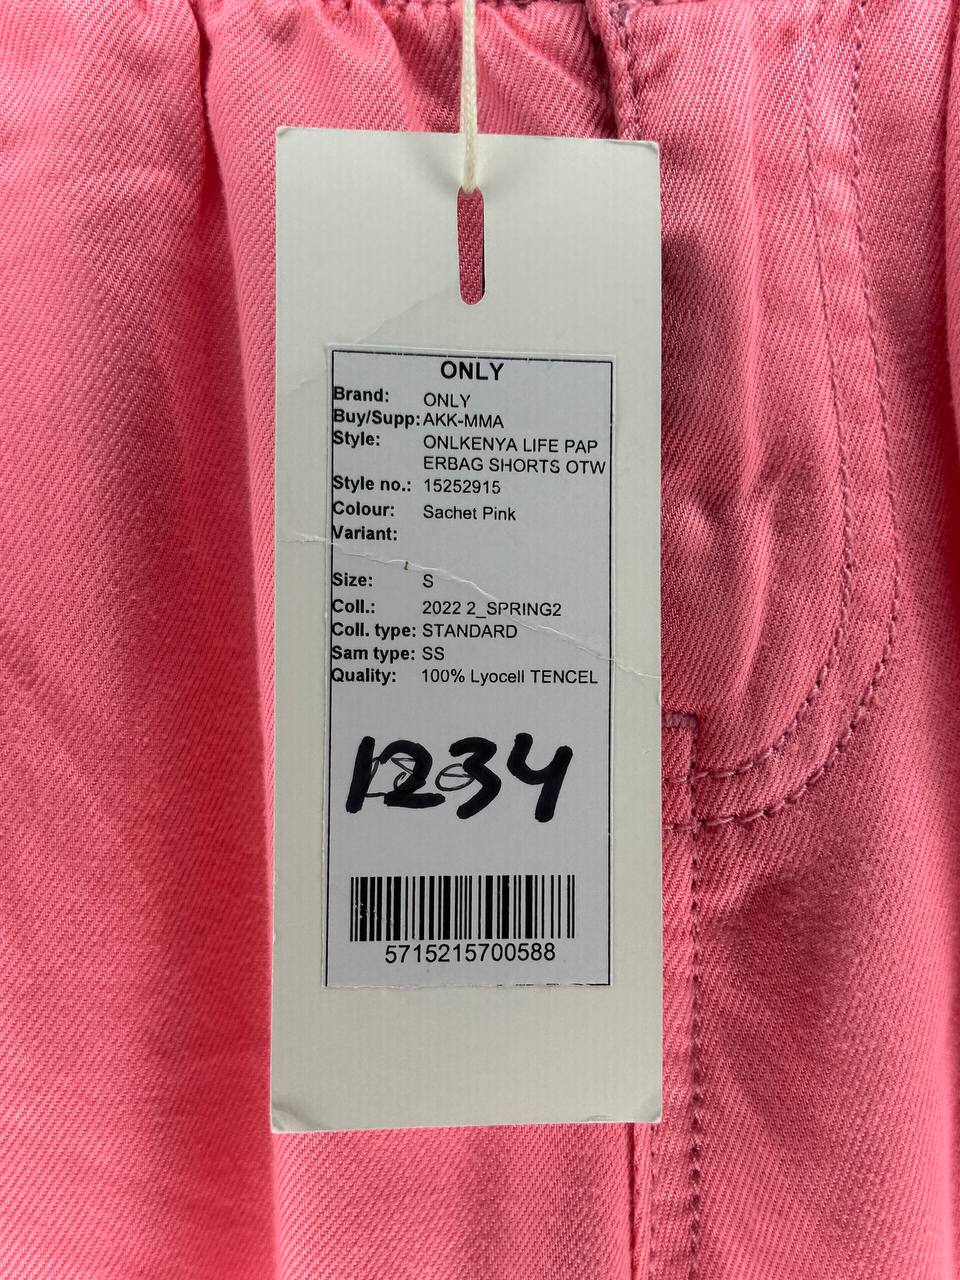 ONLY
Brand: ONLY
Buy/Supp: AKK-MMA
Style: ONLKENYA LIFE PAP
ERBAG SHORTS OTW
Style no.: 15252915
Colour: Sachet Pink
Variant:
Size: S
Coll.: 2022 2_SPRING2
Coll. type: STANDARD
Sam type: SS
Quality: 100% Lyocell TENCEL
1234
5715215700588